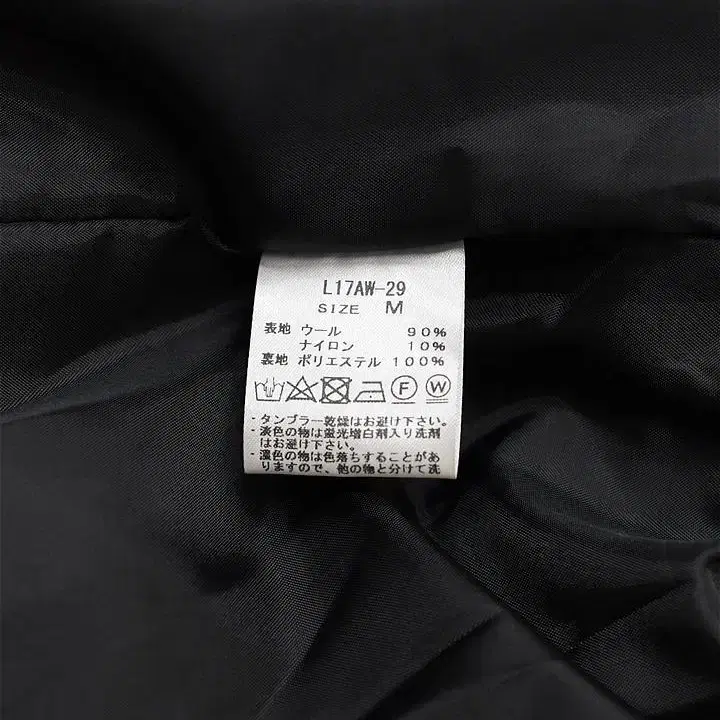 L17AW-29
SIZE M
表地 ウール 90%
ナイロン 10%
裏地 ポリエステル 100%
F W
・タンブラー乾燥はお避け下さい。
・淡色の物は蛍光増白剤入り洗剤
はお避け下さい。
・濃色の物は色落ちすることがあ
りますので、他の物と分けて洗